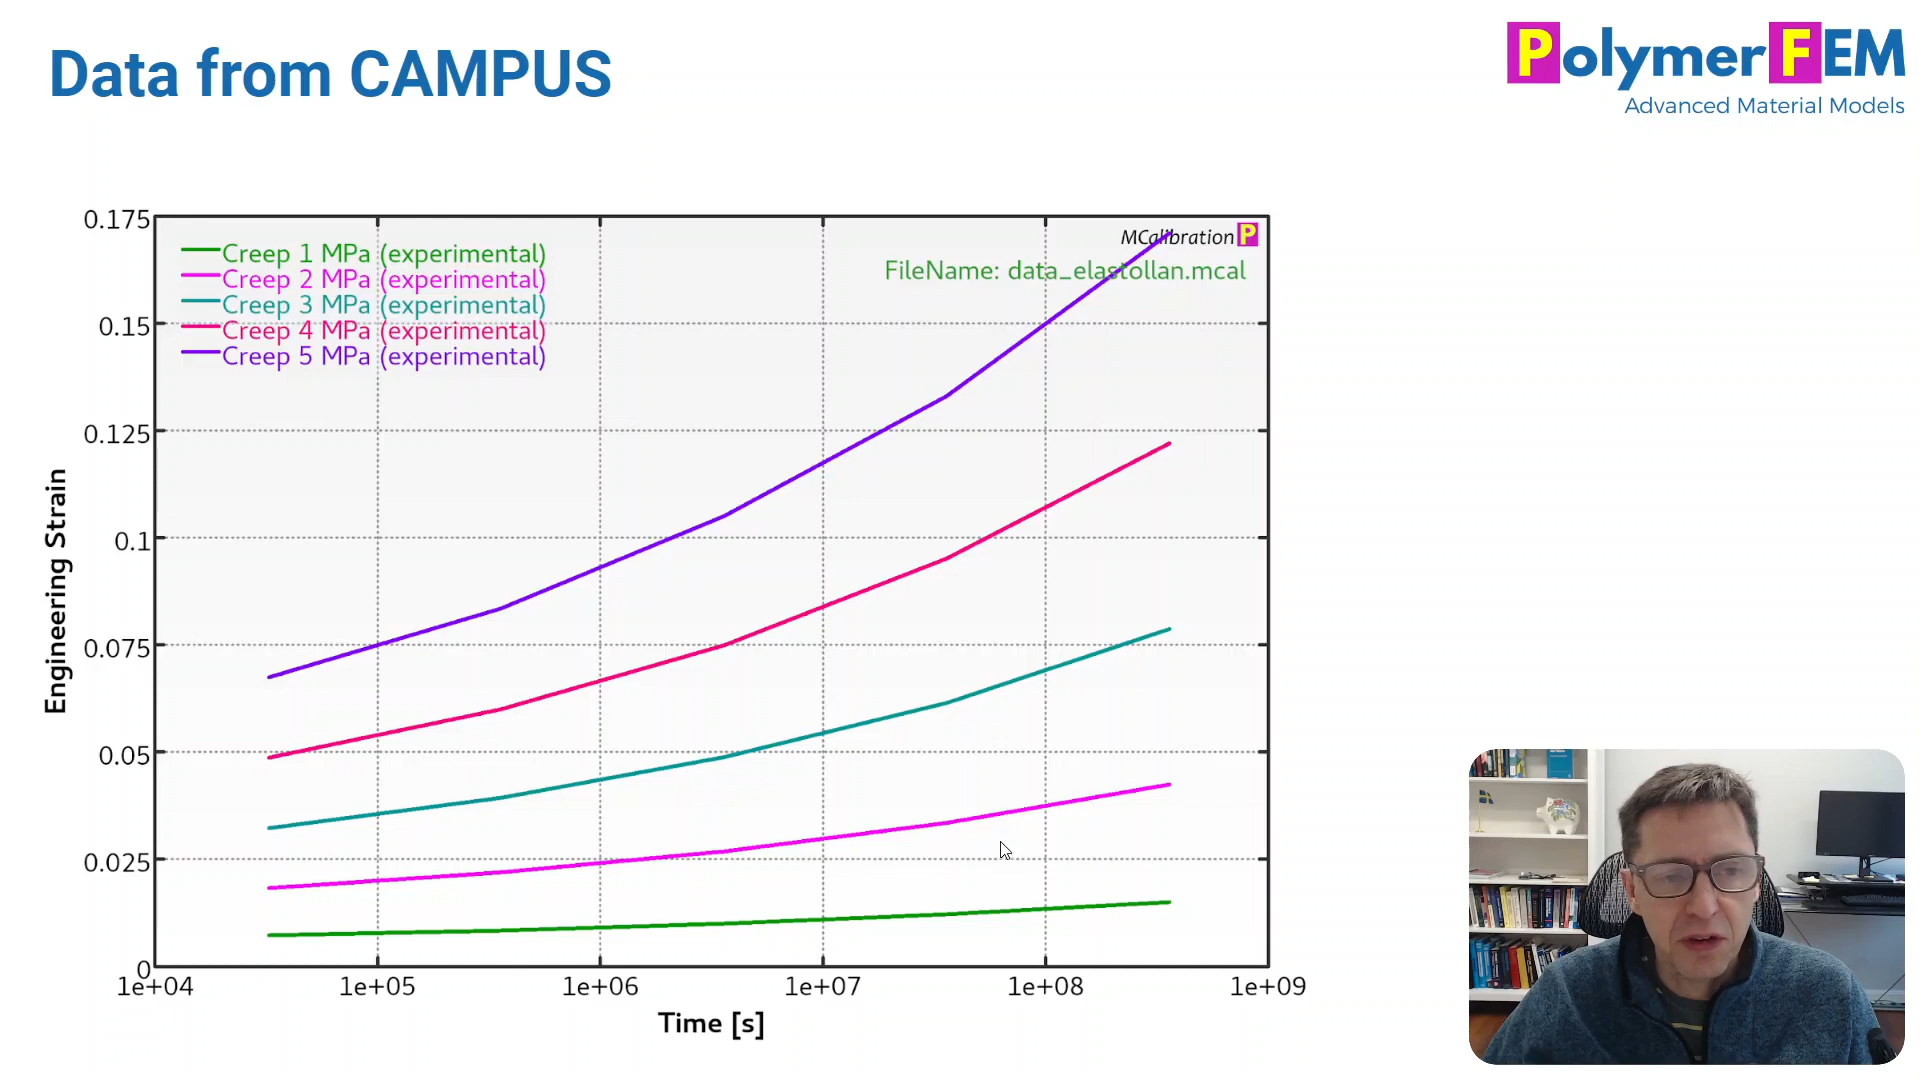 Data from CAMPUS
PolymerFEM
Advanced Material Models
0.175
0.15
0.125
0.1
0.075
0.05
0.025
0
Engineering Strain
Creep 1 MPa (experimental)
Creep 2 MPa (experimental)
Creep 3 MPa (experimental)
Creep 4 MPa (experimental)
Creep 5 MPa (experimental)
MCalibration P
FileName: data_elastollan.mcal
1e+04 1e+05 1e+06 1e+07 1e+08 1e+09
Time [s]